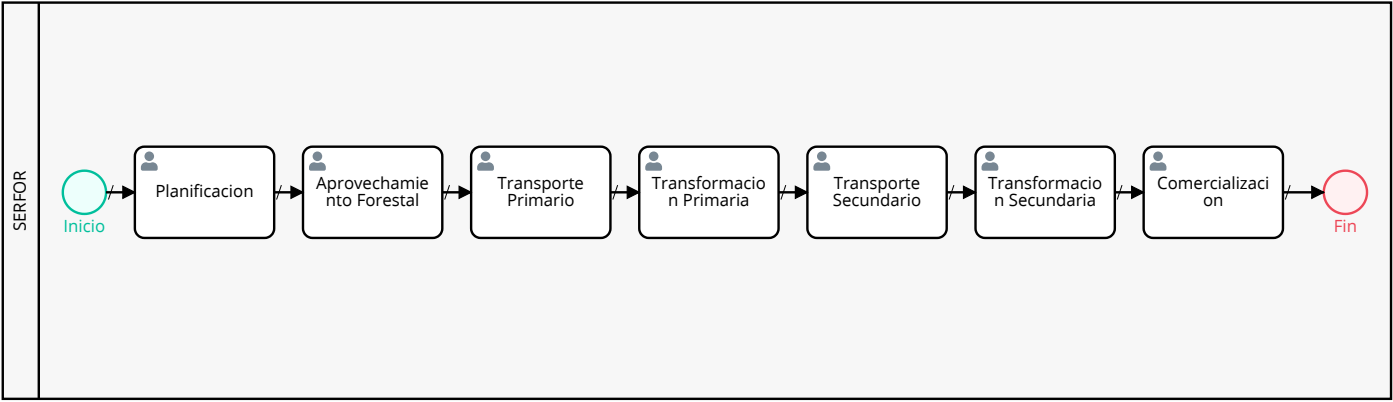 SERFOR
Inicio
Planificacion
Aprovechamie
nto Forestal
Transporte
Primario
Transformacio
n Primaria
Transporte
Secundario
Transformacio
n Secundaria
Comercializaci
on
Fin